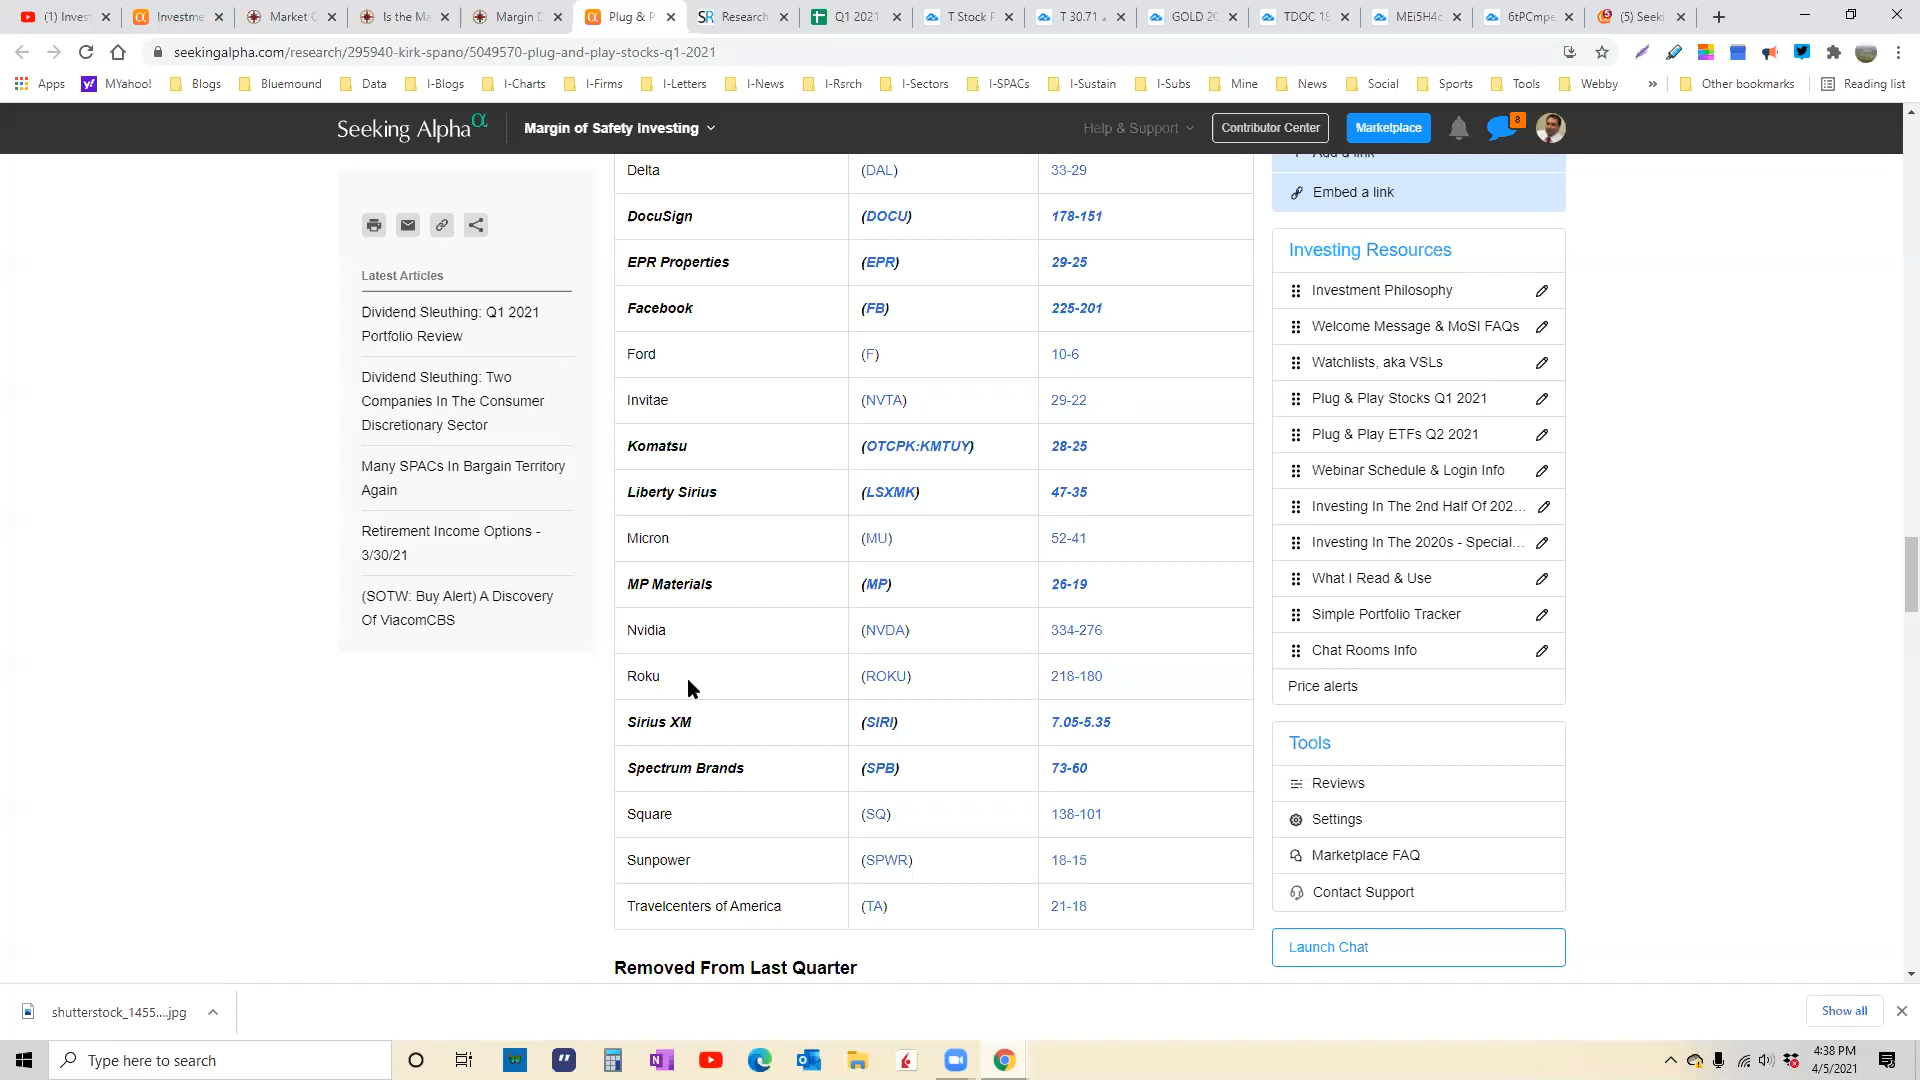 (1) Invest
Investme
Market C
Is the Ma
Margin D
Plug & P
SR Research
Q1 2021
T Stock P
T 30.71
GOLD 20
TDOC 19
MEi5H4c
6tPCmpe
(5) Seeki
seekingalpha.com/research/295940-kirk-spano/5049570-plug-and-play-stocks-q1-2021
Apps MYahoo! Blogs Bluemound Data I-Blogs I-Charts I-Firms I-Letters I-News I-Rsrch I-Sectors I-SPACs I-Sustain I-Subs Mine News Social Sports Tools Webby » Other bookmarks Reading list
Seeking Alpha α Margin of Safety Investing Help & Support Contributor Center Marketplace 8
Latest Articles
Dividend Sleuthing: Q1 2021
Portfolio Review
Dividend Sleuthing: Two
Companies In The Consumer
Discretionary Sector
Many SPACs In Bargain Territory
Again
Retirement Income Options -
3/30/21
(SOTW: Buy Alert) A Discovery
Of ViacomCBS
Delta (DAL) 33-29
DocuSign (DOCU) 178-151
EPR Properties (EPR) 29-25
Facebook (FB) 225-201
Ford (F) 10-6
Invitae (NVTA) 29-22
Komatsu (OTCPK:KMTUY) 28-25
Liberty Sirius (LSXMK) 47-35
Micron (MU) 52-41
MP Materials (MP) 26-19
Nvidia (NVDA) 334-276
Roku (ROKU) 218-180
Sirius XM (SIRI) 7.05-5.35
Spectrum Brands (SPB) 73-60
Square (SQ) 138-101
Sunpower (SPWR) 18-15
Travelcenters of America (TA) 21-18
Removed From Last Quarter
Add a link
Embed a link
Investing Resources
Investment Philosophy
Welcome Message & MoSI FAQs
Watchlists, aka VSLs
Plug & Play Stocks Q1 2021
Plug & Play ETFs Q2 2021
Webinar Schedule & Login Info
Investing In The 2nd Half Of 202...
Investing In The 2020s - Special...
What I Read & Use
Simple Portfolio Tracker
Chat Rooms Info
Price alerts
Tools
Reviews
Settings
Marketplace FAQ
Contact Support
Launch Chat
shutterstock_1455....jpg
Show all
Type here to search
4:38 PM
4/5/2021